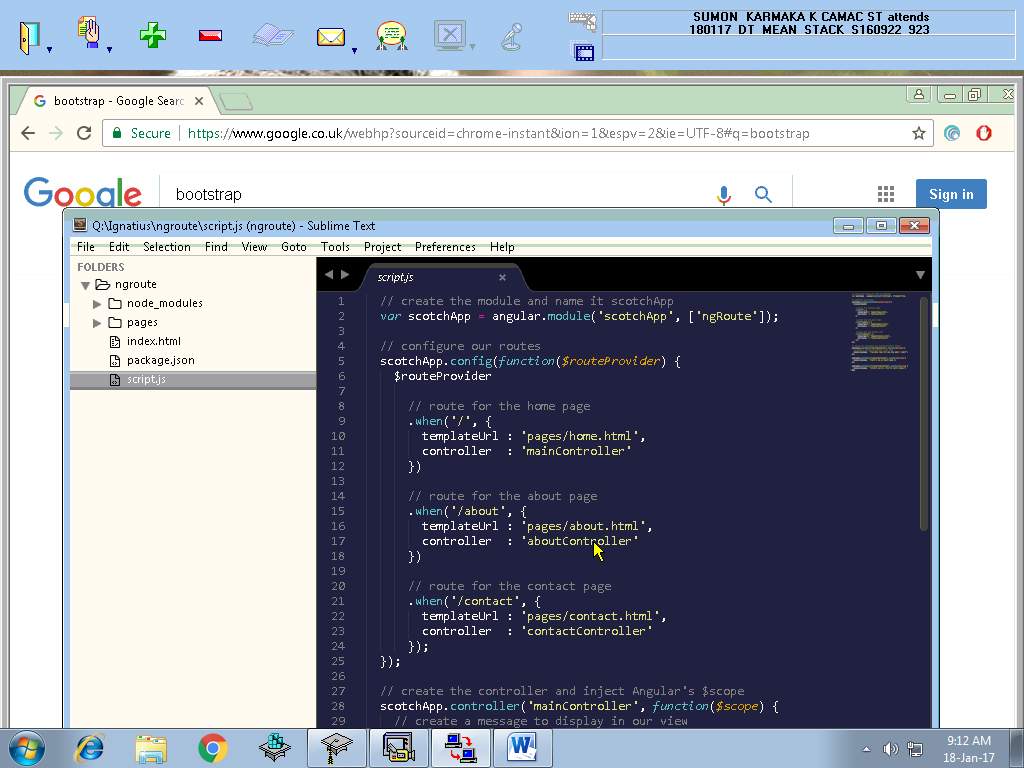 SUMON KARMAKA K CAMAC ST attends
180117 DT MEAN STACK S160922 923
bootstrap - Google Searc
Secure
https://www.google.co.uk/webhp?sourceid=chrome-instant&ion=1&espv=2&ie=UTF-8#q=bootstrap
Google
bootstrap
Sign in
Q:\Ignatius\ngroute\script.js (ngroute) - Sublime Text
File Edit Selection Find View Goto Tools Project Preferences Help
FOLDERS
ngroute
node_modules
pages
index.html
package.json
script.js
script.js
1 // create the module and name it scotchApp
2 var scotchApp = angular.module('scotchApp', ['ngRoute']);
3
4 // configure our routes
5 scotchApp.config(function($routeProvider) {
6 $routeProvider
7
8 // route for the home page
9 .when('/', {
10 templateUrl : 'pages/home.html',
11 controller : 'mainController'
12 })
13
14 // route for the about page
15 .when('/about', {
16 templateUrl : 'pages/about.html',
17 controller : 'aboutController'
18 })
19
20 // route for the contact page
21 .when('/contact', {
22 templateUrl : 'pages/contact.html',
23 controller : 'contactController'
24 });
25 });
26
27 // create the controller and inject Angular's $scope
28 scotchApp.controller('mainController', function($scope) {
29 // create a message to display in our view
9:12 AM
18-Jan-17